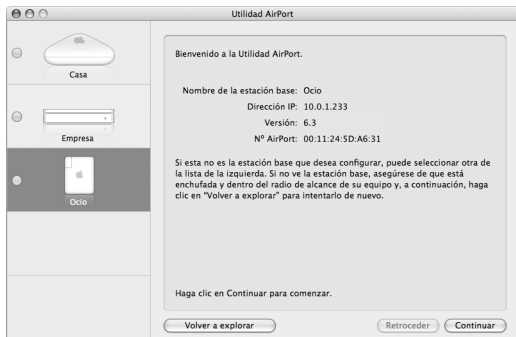 Utilidad AirPort
Casa
Empresa
Ocio
Bienvenido a la Utilidad AirPort.
Nombre de la estación base: Ocio
Dirección IP: 10.0.1.233
Versión: 6.3
Nº AirPort: 00:11:24:5D:A6:31
Si esta no es la estación base que desea configurar, puede seleccionar otra de
la lista de la izquierda. Si no ve la estación base, asegúrese de que está
enchufada y dentro del radio de alcance de su equipo y, a continuación, haga
clic en "Volver a explorar" para intentarlo de nuevo.
Haga clic en Continuar para comenzar.
Volver a explorar
Retroceder
Continuar